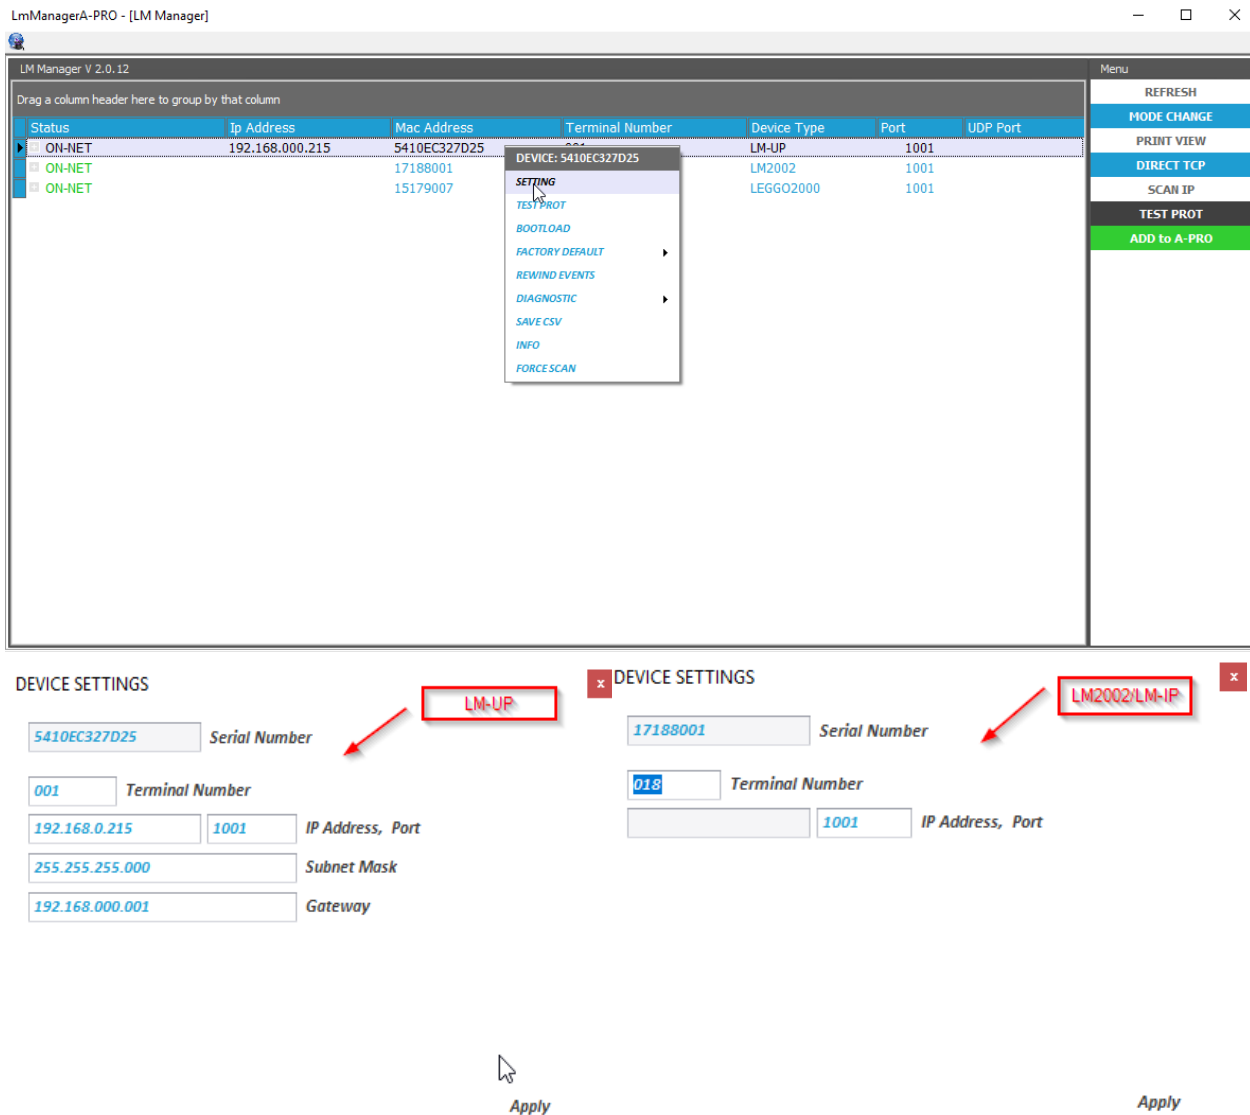 LmManagerA-PRO - [LM Manager]
LM Manager V 2.0.12
Menu
Drag a column header here to group by that column
Status Ip Address Mac Address Terminal Number Device Type Port UDP Port
ON-NET 192.168.000.215 5410EC327D25 001 LM-UP 1001
ON-NET 17188001 LM2002 1001
ON-NET 15179007 LEGGO2000 1001
DEVICE: 5410EC327D25
SETTING
TEST PROT
BOOTLOAD
FACTORY DEFAULT
REWIND EVENTS
DIAGNOSTIC
SAVE CSV
INFO
FORCE SCAN
REFRESH
MODE CHANGE
PRINT VIEW
DIRECT TCP
SCAN IP
TEST PROT
ADD to A-PRO
DEVICE SETTINGS
x
LM-UP
5410EC327D25 Serial Number
001 Terminal Number
192.168.0.215 1001 IP Address, Port
255.255.255.000 Subnet Mask
192.168.000.001 Gateway
Apply
DEVICE SETTINGS
x
LM2002/LM-IP
17188001 Serial Number
018 Terminal Number
1001 IP Address, Port
Apply